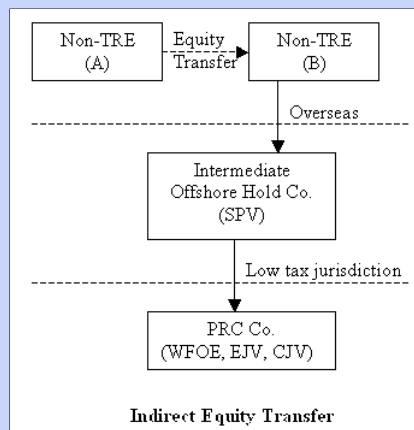 Non-TRE
(A)
Equity
Transfer
Non-TRE
(B)
Overseas
Intermediate
Offshore Hold Co.
(SPV)
Low tax jurisdiction
PRC Co.
(WFOE, EJV, CJV)
Indirect Equity Transfer